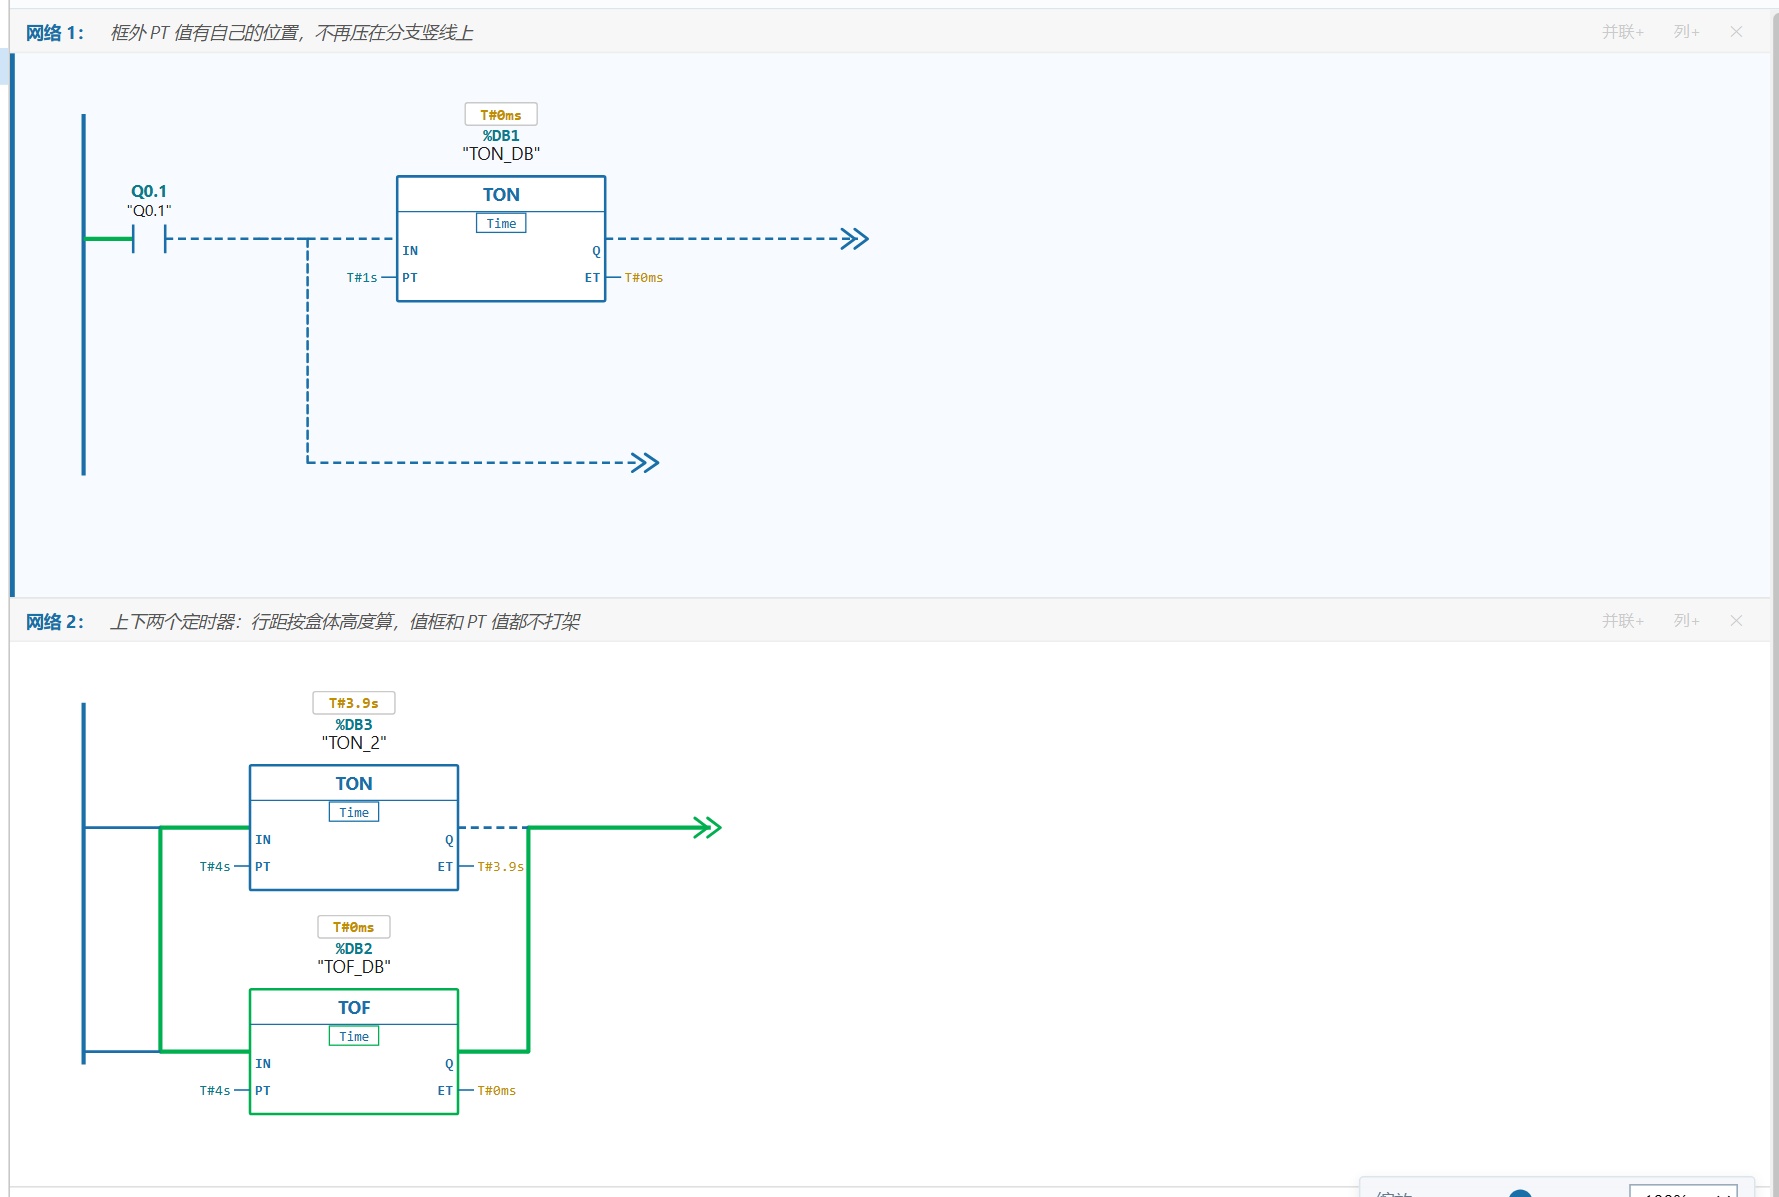 网络 1： 框外 PT 值有自己的位置，不再压在分支竖线上 并联+ 列+ ×
T#0ms
%DB1
"TON_DB"
Q0.1
"Q0.1"
TON
Time
IN Q
T#1s PT ET T#0ms
网络 2： 上下两个定时器：行距按盒体高度算，值框和 PT 值都不打架 并联+ 列+ ×
T#3.9s
%DB3
"TON_2"
TON
Time
IN Q
T#4s PT ET T#3.9s
T#0ms
%DB2
"TOF_DB"
TOF
Time
IN Q
T#4s PT ET T#0ms